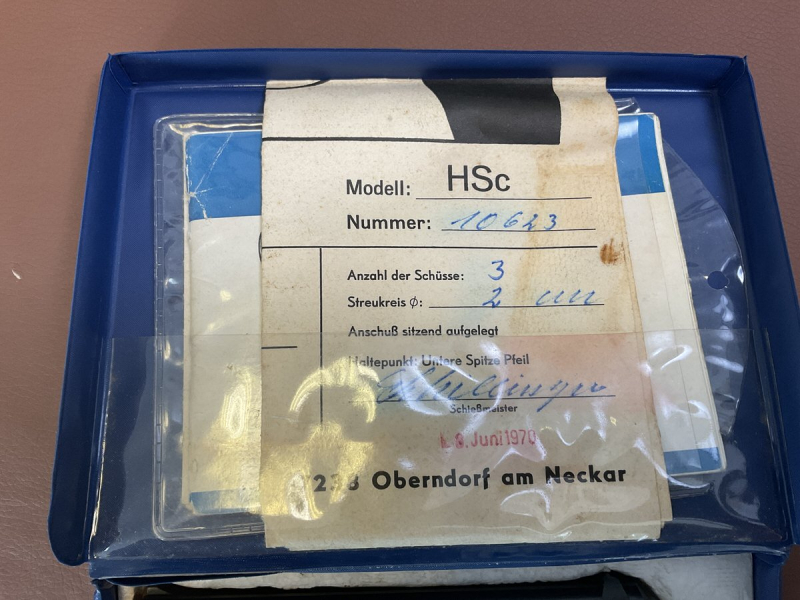 Modell: HSc
Nummer: 10623
Anzahl der Schüsse: 3
Streukreis ϕ: 2
Anschuß sitzend aufgelegt
Haltepunkt: Untere Spitze Pfeil
Schießmeister
Juni 1970
7238 Oberndorf am Neckar